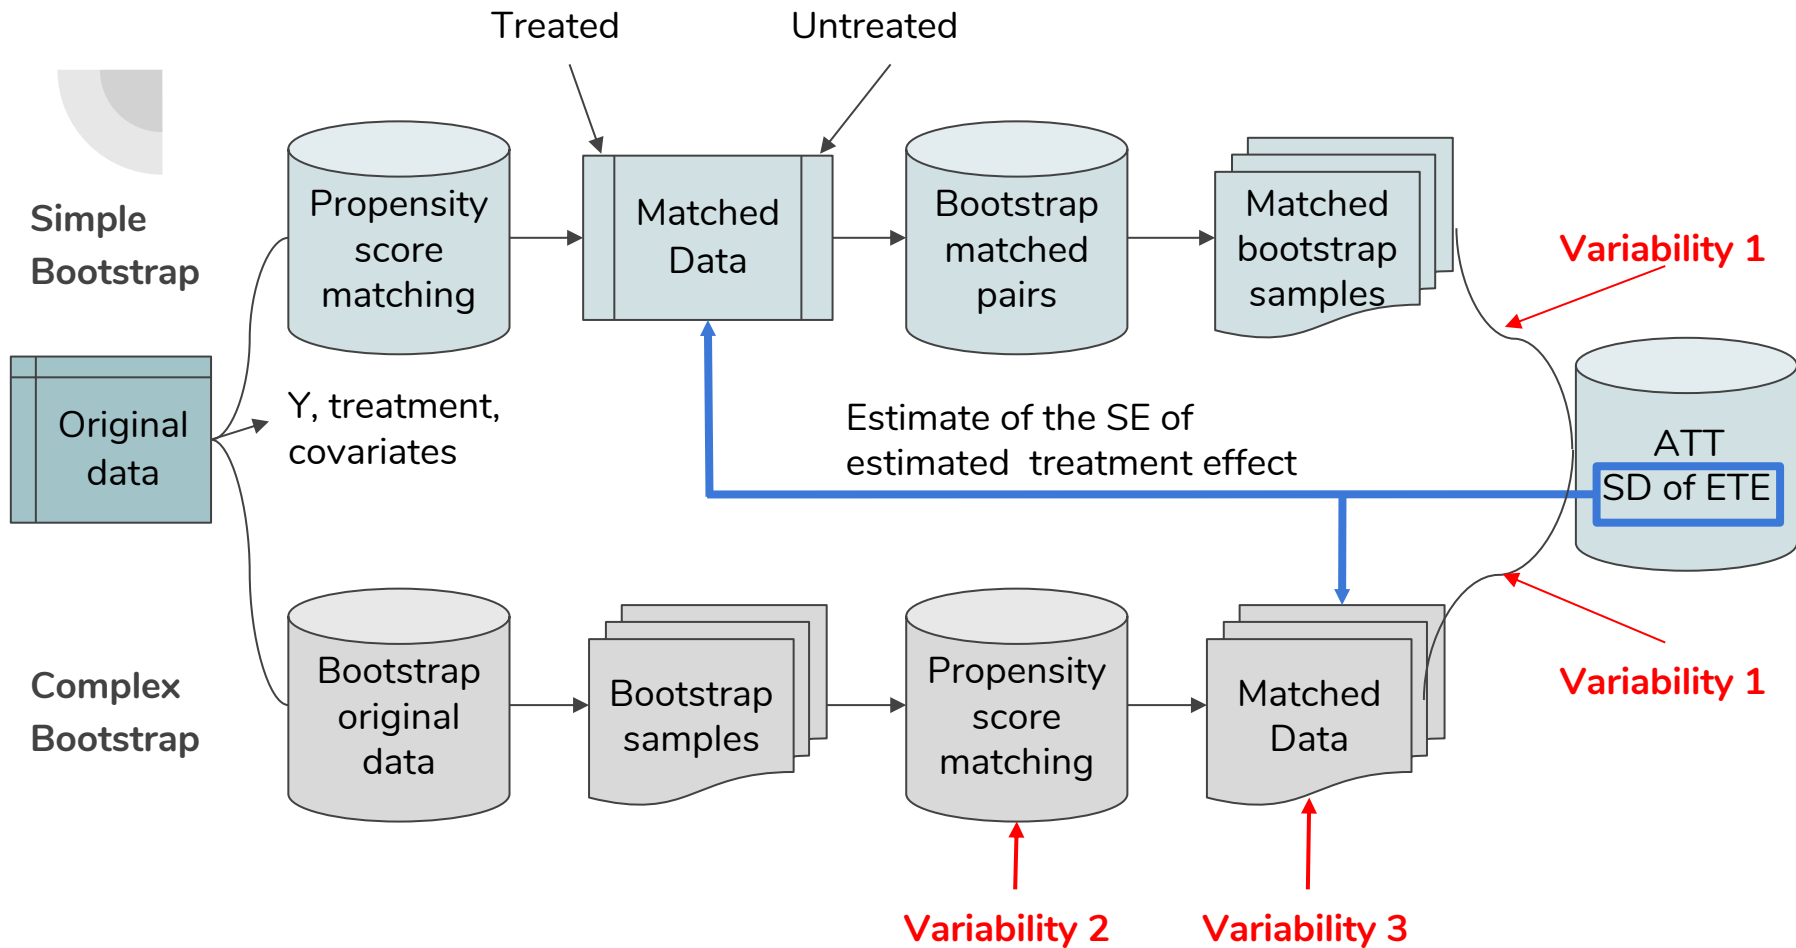 Treated
Untreated
Simple
Bootstrap
Propensity
score
matching
Matched
Data
Bootstrap
matched
pairs
Matched
bootstrap
samples
Variability 1
Original
data
Y, treatment,
covariates
Estimate of the SE of
estimated treatment effect
ATT
SD of ETE
Complex
Bootstrap
Bootstrap
original
data
Bootstrap
samples
Propensity
score
matching
Matched
Data
Variability 1
Variability 2
Variability 3